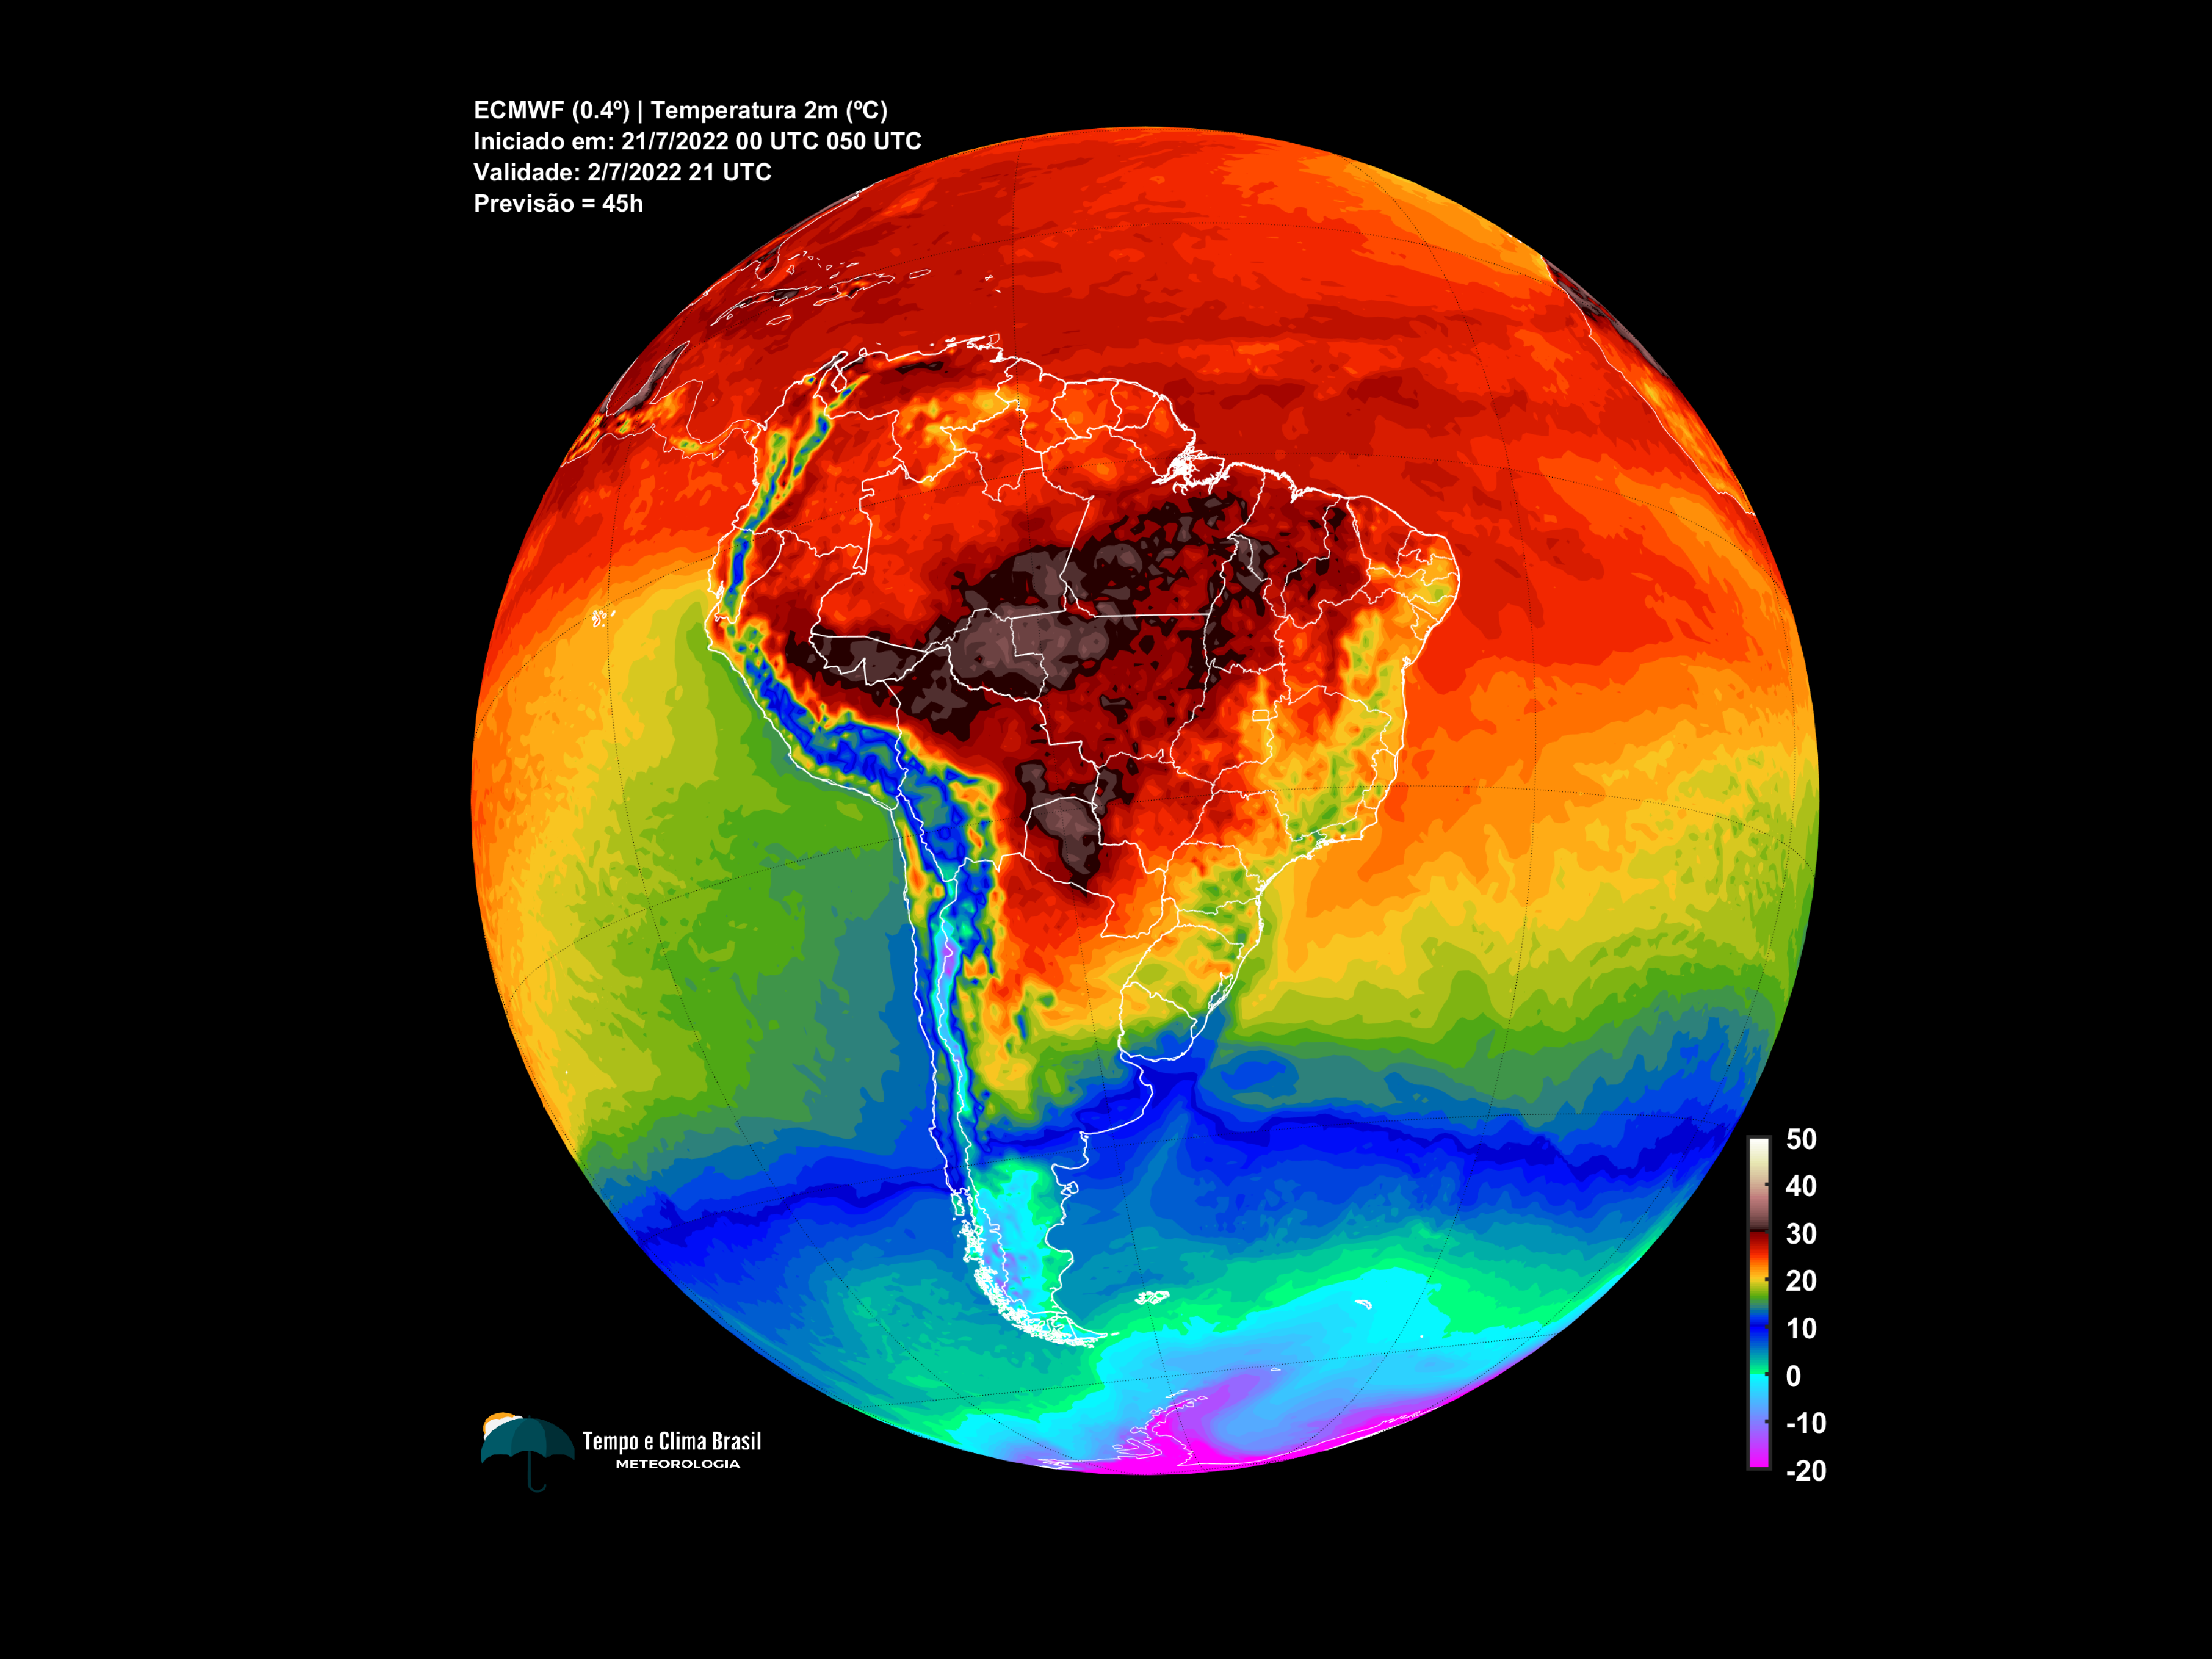 ECMWF (0.4º) | Temperatura 2m (ºC)
Iniciado em: 21/7/2022 00 UTC 050 UTC
Validade: 2/7/2022 21 UTC
Previsão = 45h
50
40
30
20
10
0
-10
-20
Tempo e Clima Brasil
METEOROLOGIA